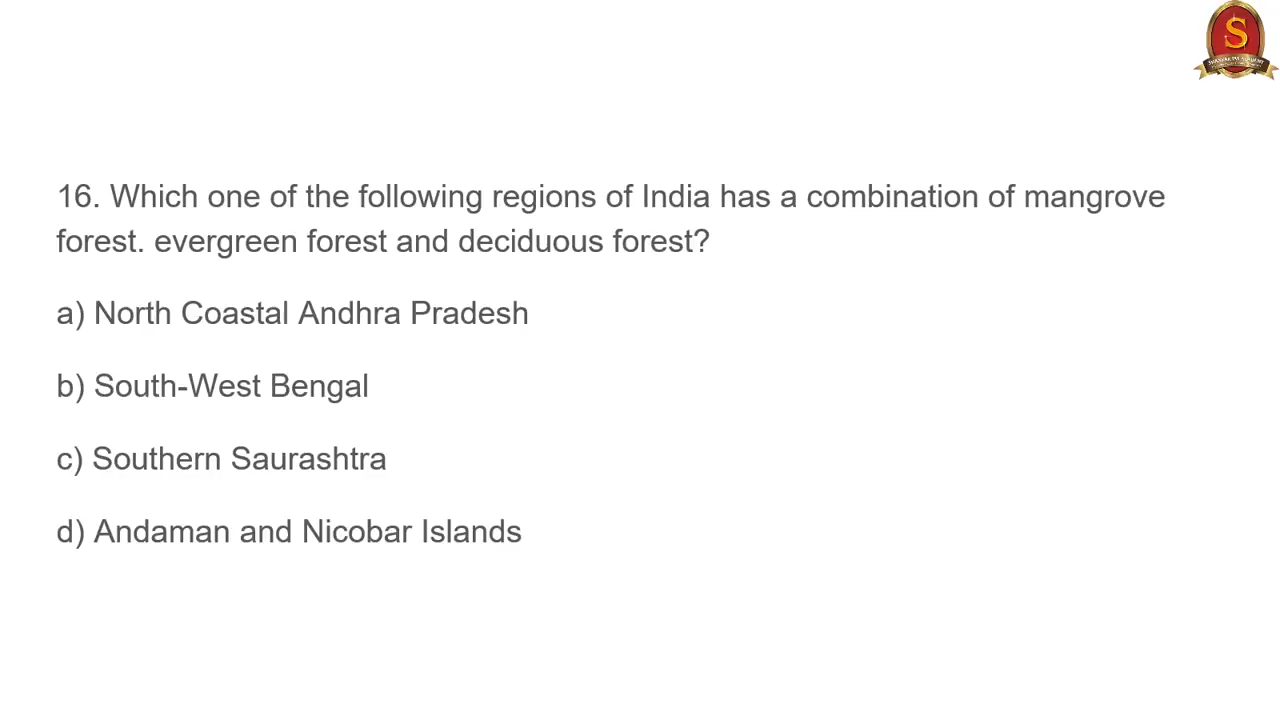 S
16. Which one of the following regions of India has a combination of mangrove
forest. evergreen forest and deciduous forest?
a) North Coastal Andhra Pradesh
b) South-West Bengal
c) Southern Saurashtra
d) Andaman and Nicobar Islands